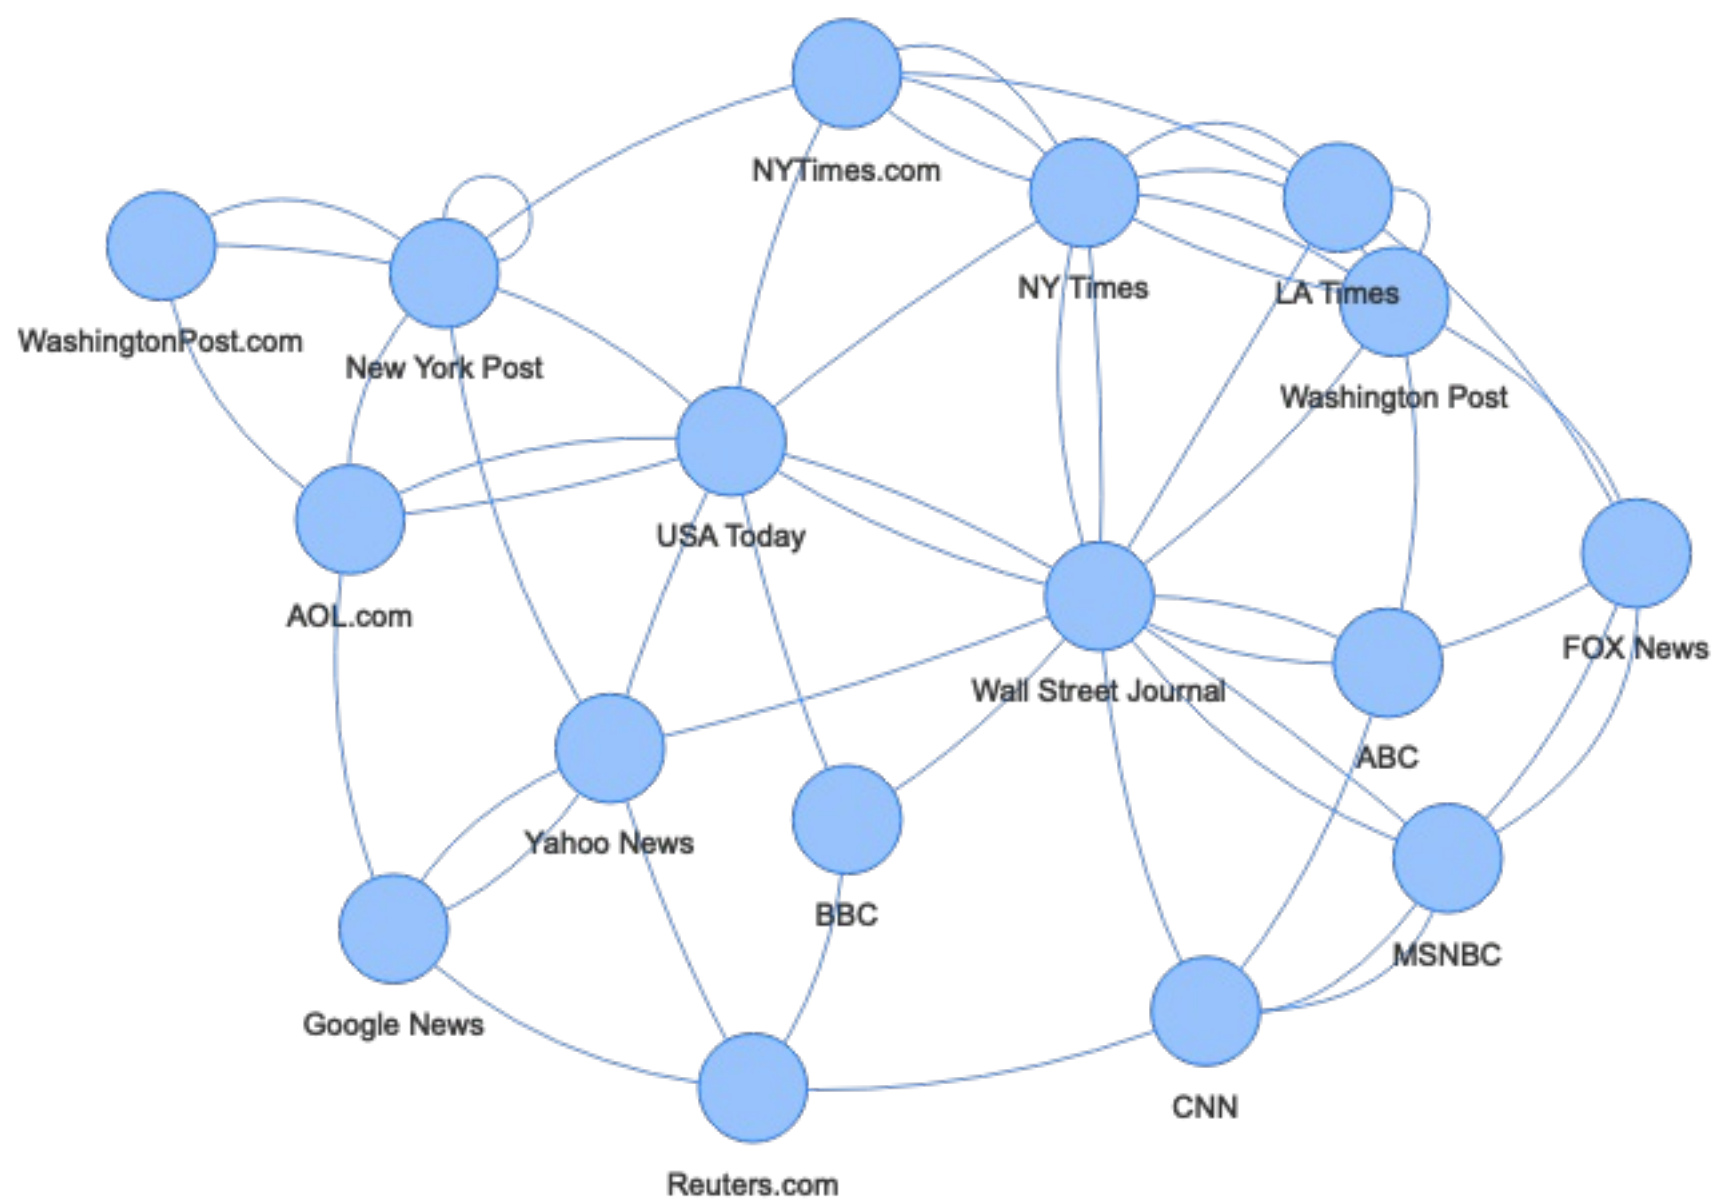 NYTimes.com
NY Times
LA Times
WashingtonPost.com
New York Post
Washington Post
USA Today
AOL.com
FOX News
Wall Street Journal
ABC
Yahoo News
BBC
MSNBC
Google News
CNN
Reuters.com